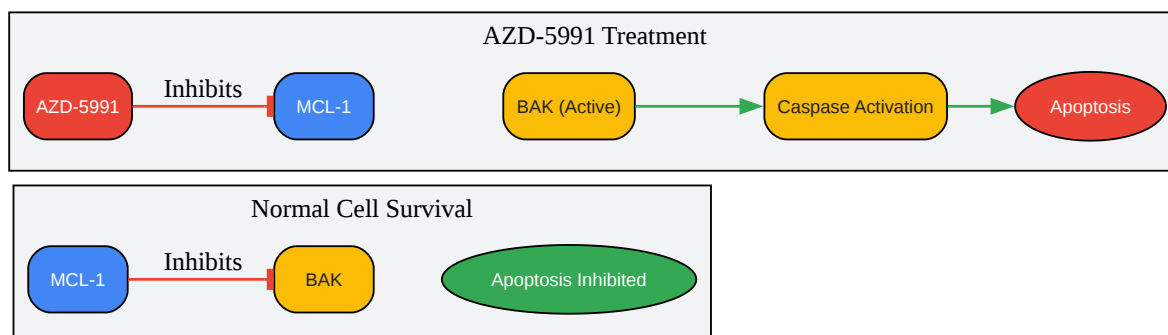 AZD-5991 Treatment
AZD-5991
Inhibits
MCL-1
BAK (Active)
Caspase Activation
Apoptosis
Normal Cell Survival
MCL-1
Inhibits
BAK
Apoptosis Inhibited